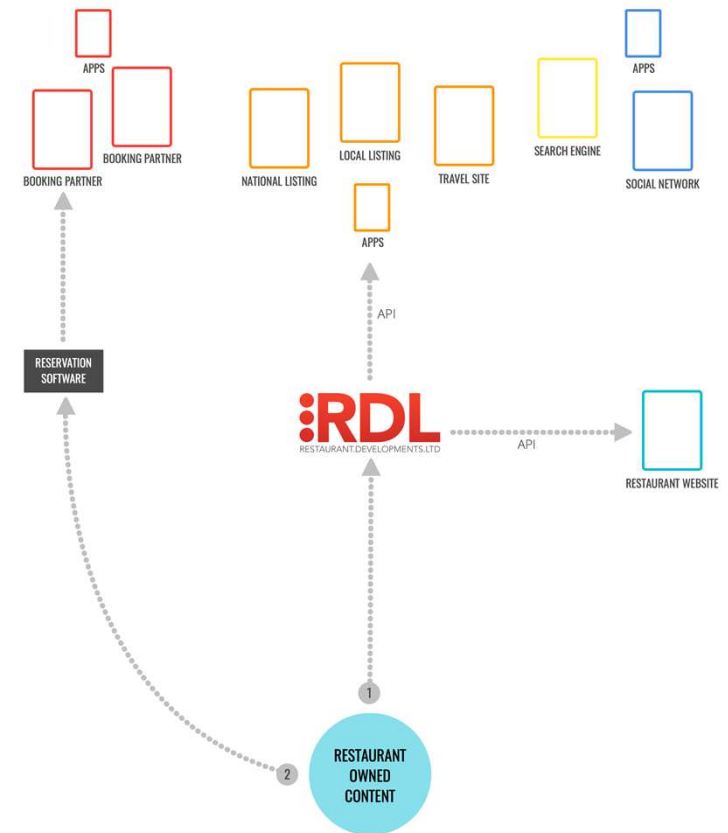 APPS
BOOKING PARTNER
BOOKING PARTNER
NATIONAL LISTING
LOCAL LISTING
TRAVEL SITE
SEARCH ENGINE
APPS
SOCIAL NETWORK
APPS
API
RESERVATION
SOFTWARE
RDL
RESTAURANT.DEVELOPMENTS.LTD
API
RESTAURANT WEBSITE
1
2
RESTAURANT
OWNED
CONTENT